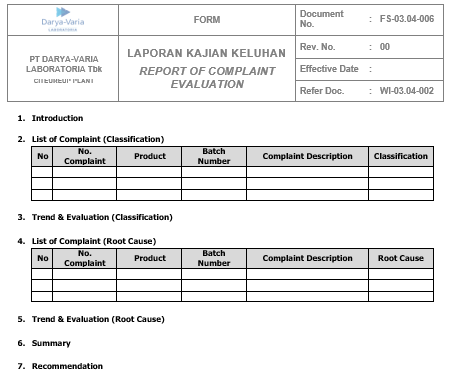 Darya-Varia
LABORATORIA
PT DARYA-VARIA
LABORATORIA Tbk
CITEUREUP PLANT
FORM
LAPORAN KAJIAN KELUHAN
REPORT OF COMPLAINT
EVALUATION
Document No. : FS-03.04-006
Rev. No. : 00
Effective Date :
Refer Doc. : WI-03.04-002
1. Introduction
2. List of Complaint (Classification)
No No. Complaint Product Batch Number Complaint Description Classification
3. Trend & Evaluation (Classification)
4. List of Complaint (Root Cause)
No No. Complaint Product Batch Number Complaint Description Root Cause
5. Trend & Evaluation (Root Cause)
6. Summary
7. Recommendation